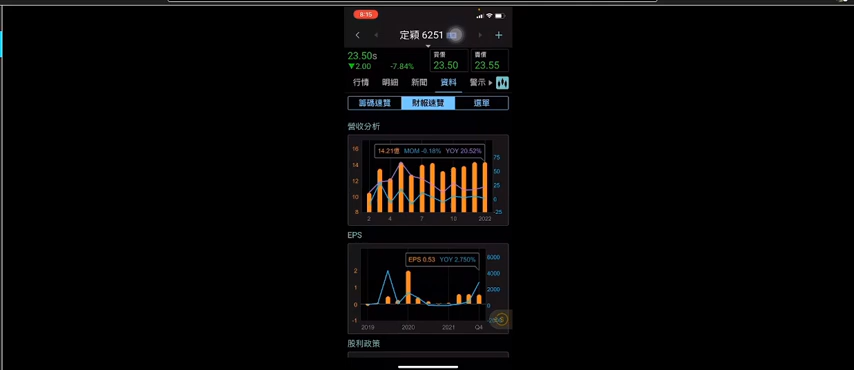 8:15
定穎 6251
23.50s
▼2.00 -7.84%
買價 23.50
賣價 23.55
行情 明細 新聞 資料 警示
籌碼速覽 財報速覽 選單
營收分析
14.21億 MOM -0.18% YOY 20.52%
16
14
12
10
8
75
50
25
0
-25
2 4 7 10 2022
EPS
EPS 0.53 YOY 2,750%
2
1
0
-1
6000
4000
2000
0
2019 2020 2021 Q4
股利政策